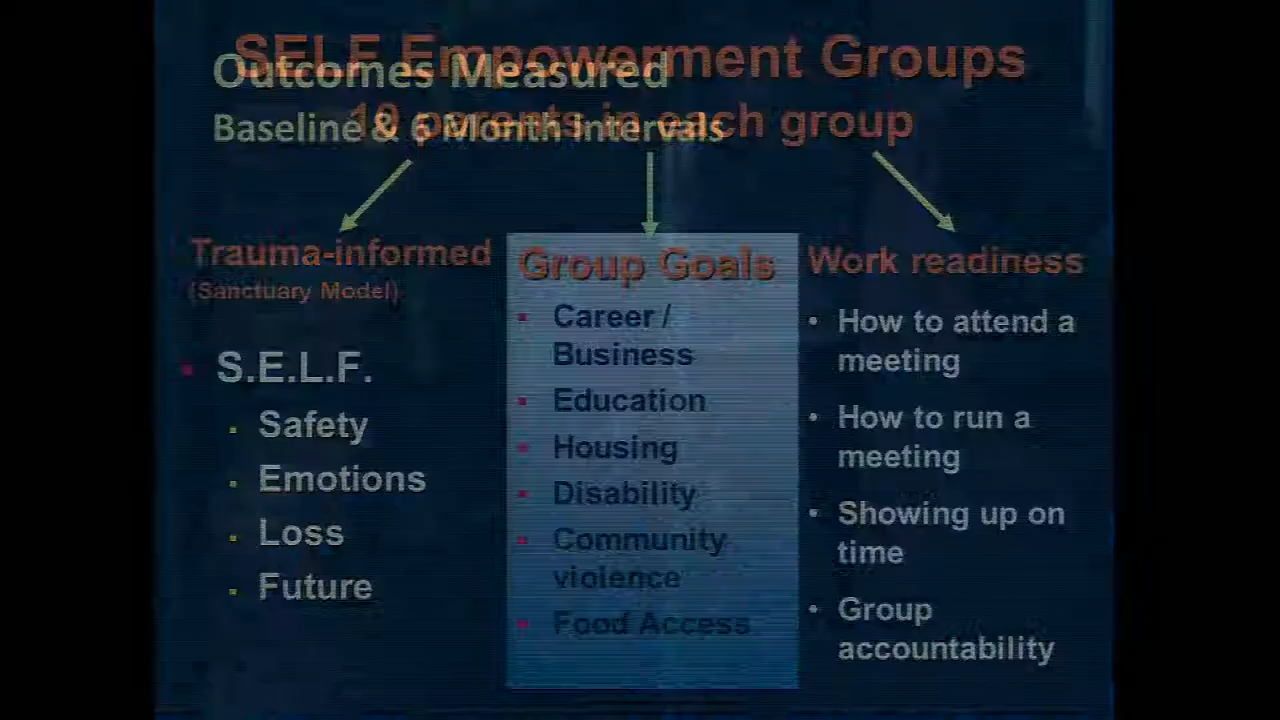 SELF Empowerment Groups
Outcomes Measured
10 parents in each group
Baseline & 6 Month Intervals
Trauma-informed
(Sanctuary Model)
S.E.L.F.
Safety
Emotions
Loss
Future
Group Goals
Career /
Business
Education
Housing
Disability
Community
violence
Food Access
Work readiness
How to attend a
meeting
How to run a
meeting
Showing up on
time
Group
accountability